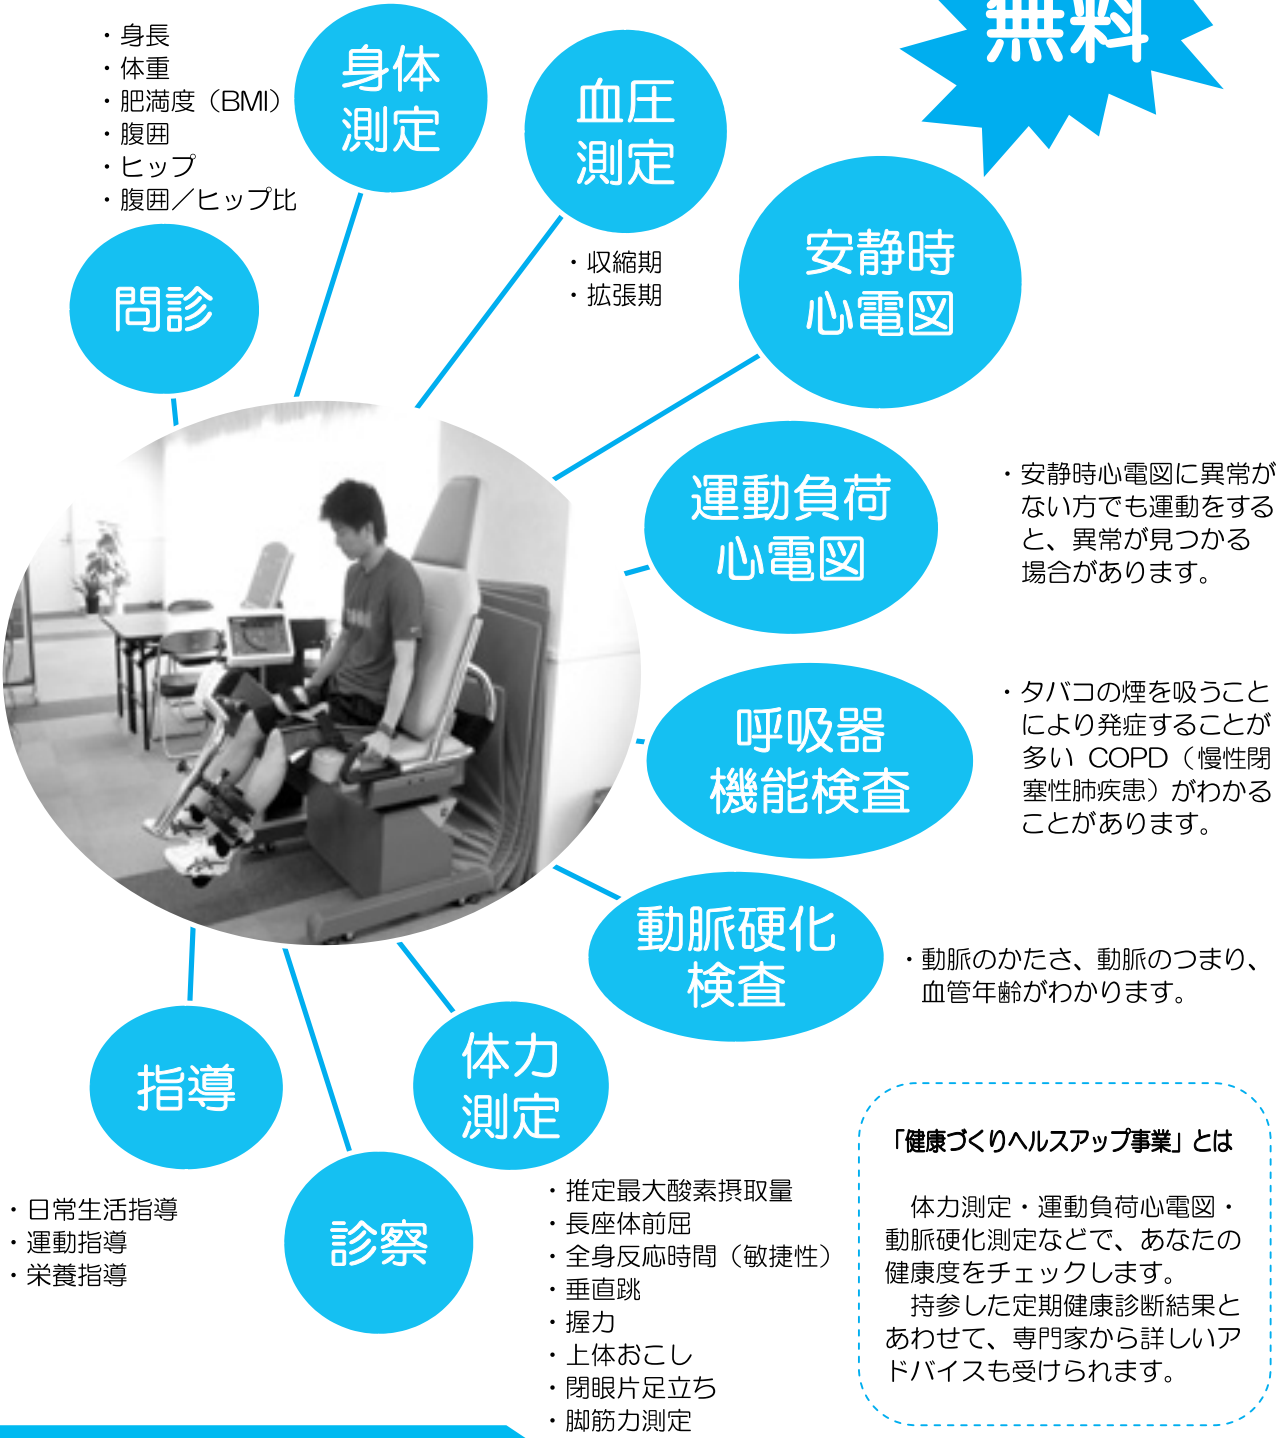 無料
・身長
・体重
・肥満度（BMI）
・腹囲
・ヒップ
・腹囲／ヒップ比
身体
測定
血圧
測定
・収縮期
・拡張期
安静時
心電図
問診
運動負荷
心電図
・安静時心電図に異常が
ない方でも運動をする
と、異常が見つかる
場合があります。
呼吸器
機能検査
・タバコの煙を吸うこと
により発症することが
多い COPD（慢性閉
塞性肺疾患）がわかる
ことがあります。
動脈硬化
検査
・動脈のかたさ、動脈のつまり、
血管年齢がわかります。
体力
測定
・推定最大酸素摂取量
・長座体前屈
・全身反応時間（敏捷性）
・垂直跳
・握力
・上体おこし
・閉眼片足立ち
・脚筋力測定
診察
指導
・日常生活指導
・運動指導
・栄養指導
「健康づくりヘルスアップ事業」とは
体力測定・運動負荷心電図・
動脈硬化測定などで、あなたの
健康度をチェックします。
持参した定期健康診断結果と
あわせて、専門家から詳しいア
ドバイスも受けられます。